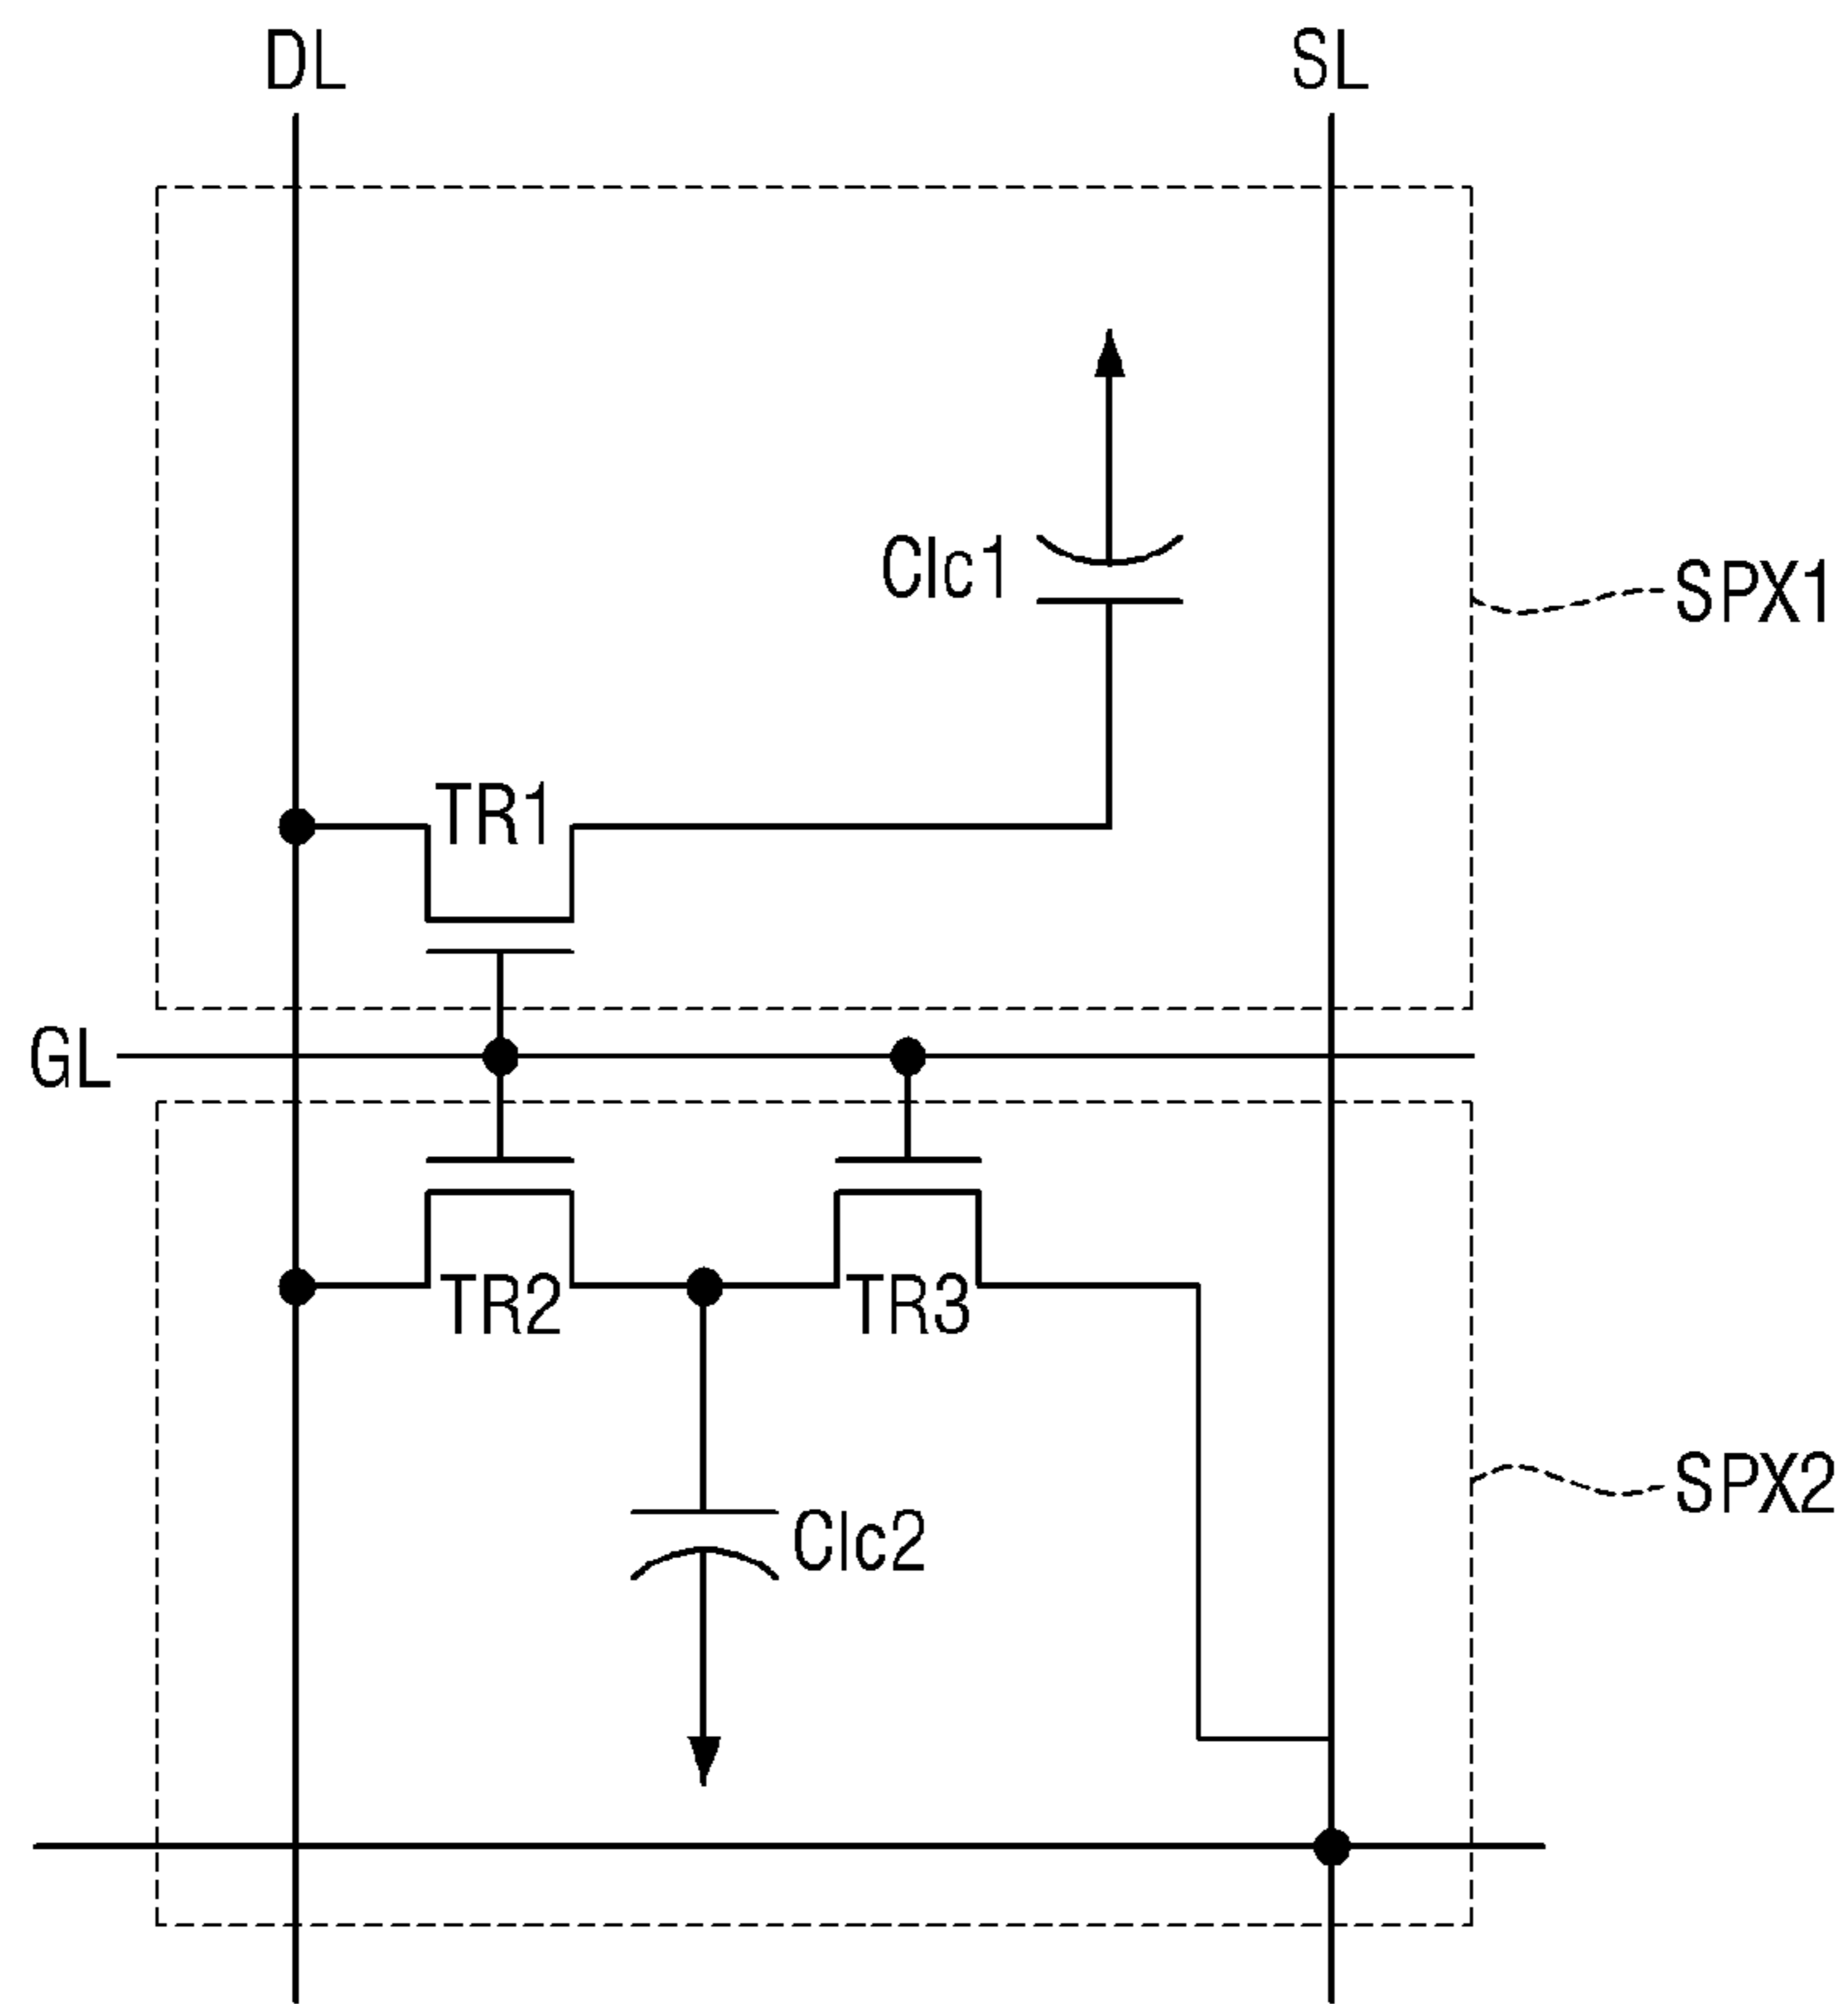 DL
SL
Clc1
SPX1
TR1
GL
TR2
TR3
SPX2
Clc2